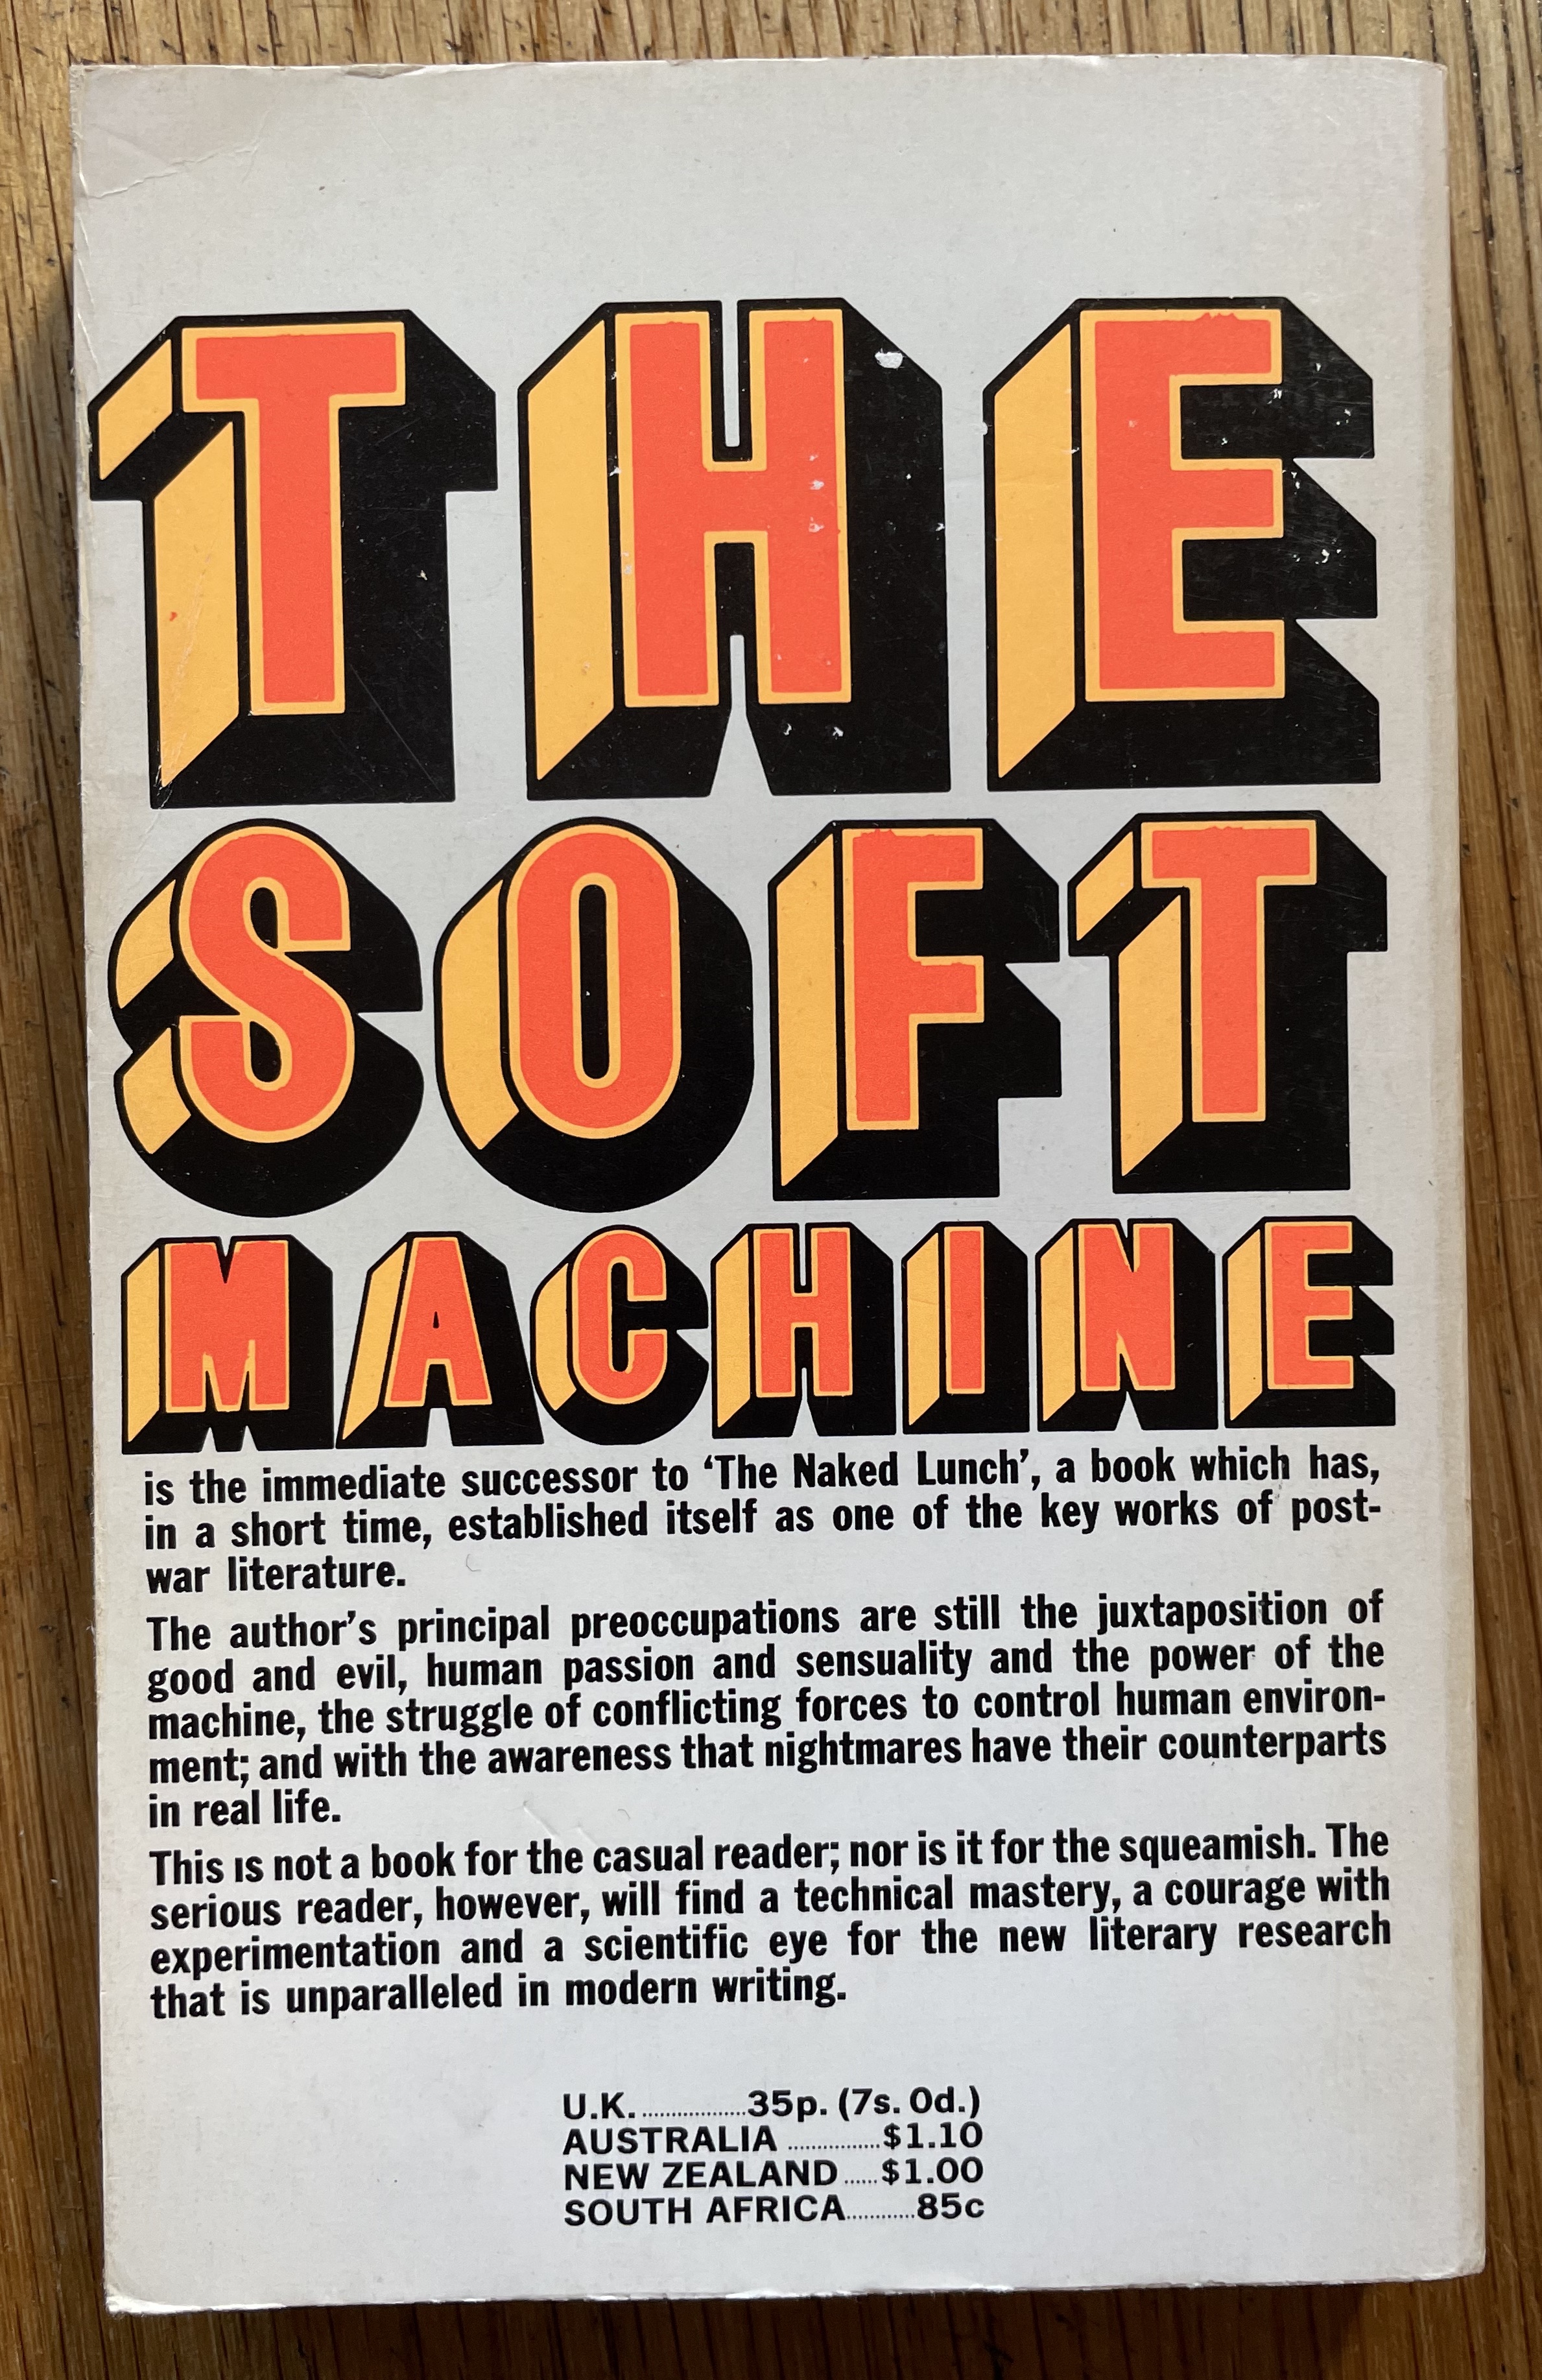 THE
SOFT
MACHINE
is the immediate successor to ‘The Naked Lunch’, a book which has,
in a short time, established itself as one of the key works of post-
war literature.
The author’s principal preoccupations are still the juxtaposition of
good and evil, human passion and sensuality and the power of the
machine, the struggle of conflicting forces to control human environ-
ment; and with the awareness that nightmares have their counterparts
in real life.
This is not a book for the casual reader; nor is it for the squeamish. The
serious reader, however, will find a technical mastery, a courage with
experimentation and a scientific eye for the new literary research
that is unparalleled in modern writing.
U.K. ..................35p. (7s. 0d.)
AUSTRALIA ................$1.10
NEW ZEALAND ......$1.00
SOUTH AFRICA............85c